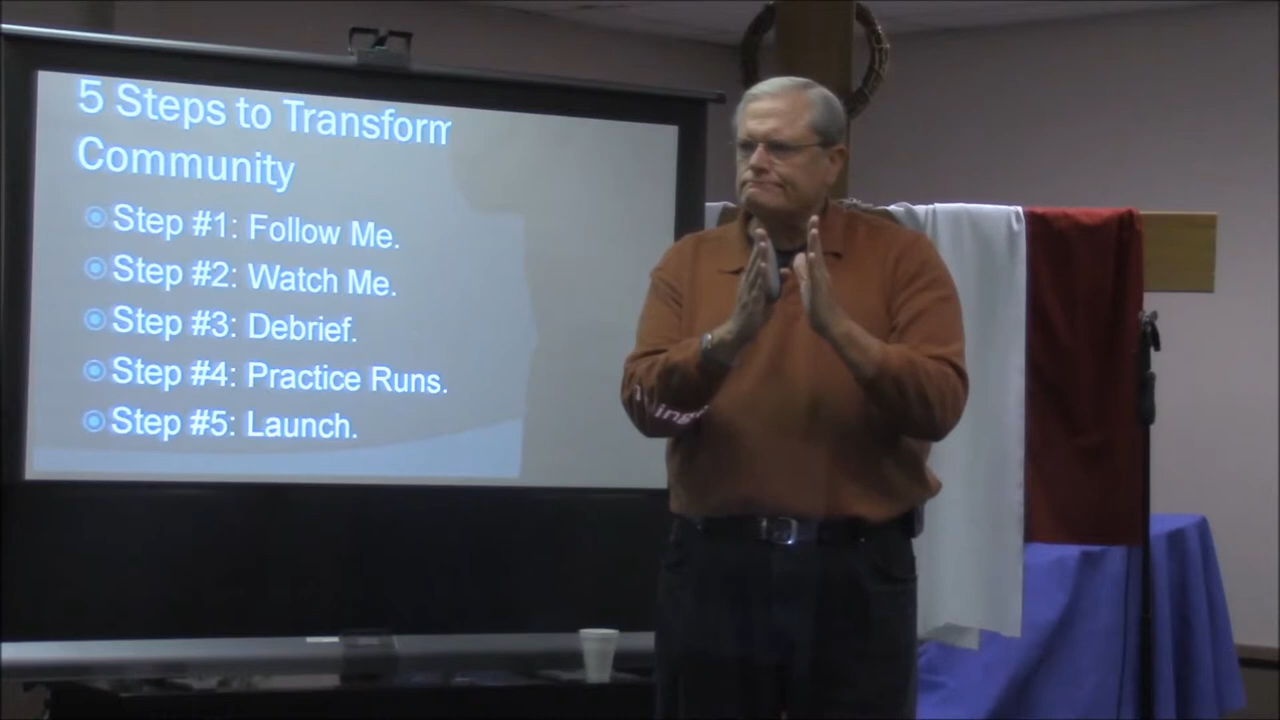 5 Steps to Transform
Community
Step #1: Follow Me.
Step #2: Watch Me.
Step #3: Debrief.
Step #4: Practice Runs.
Step #5: Launch.